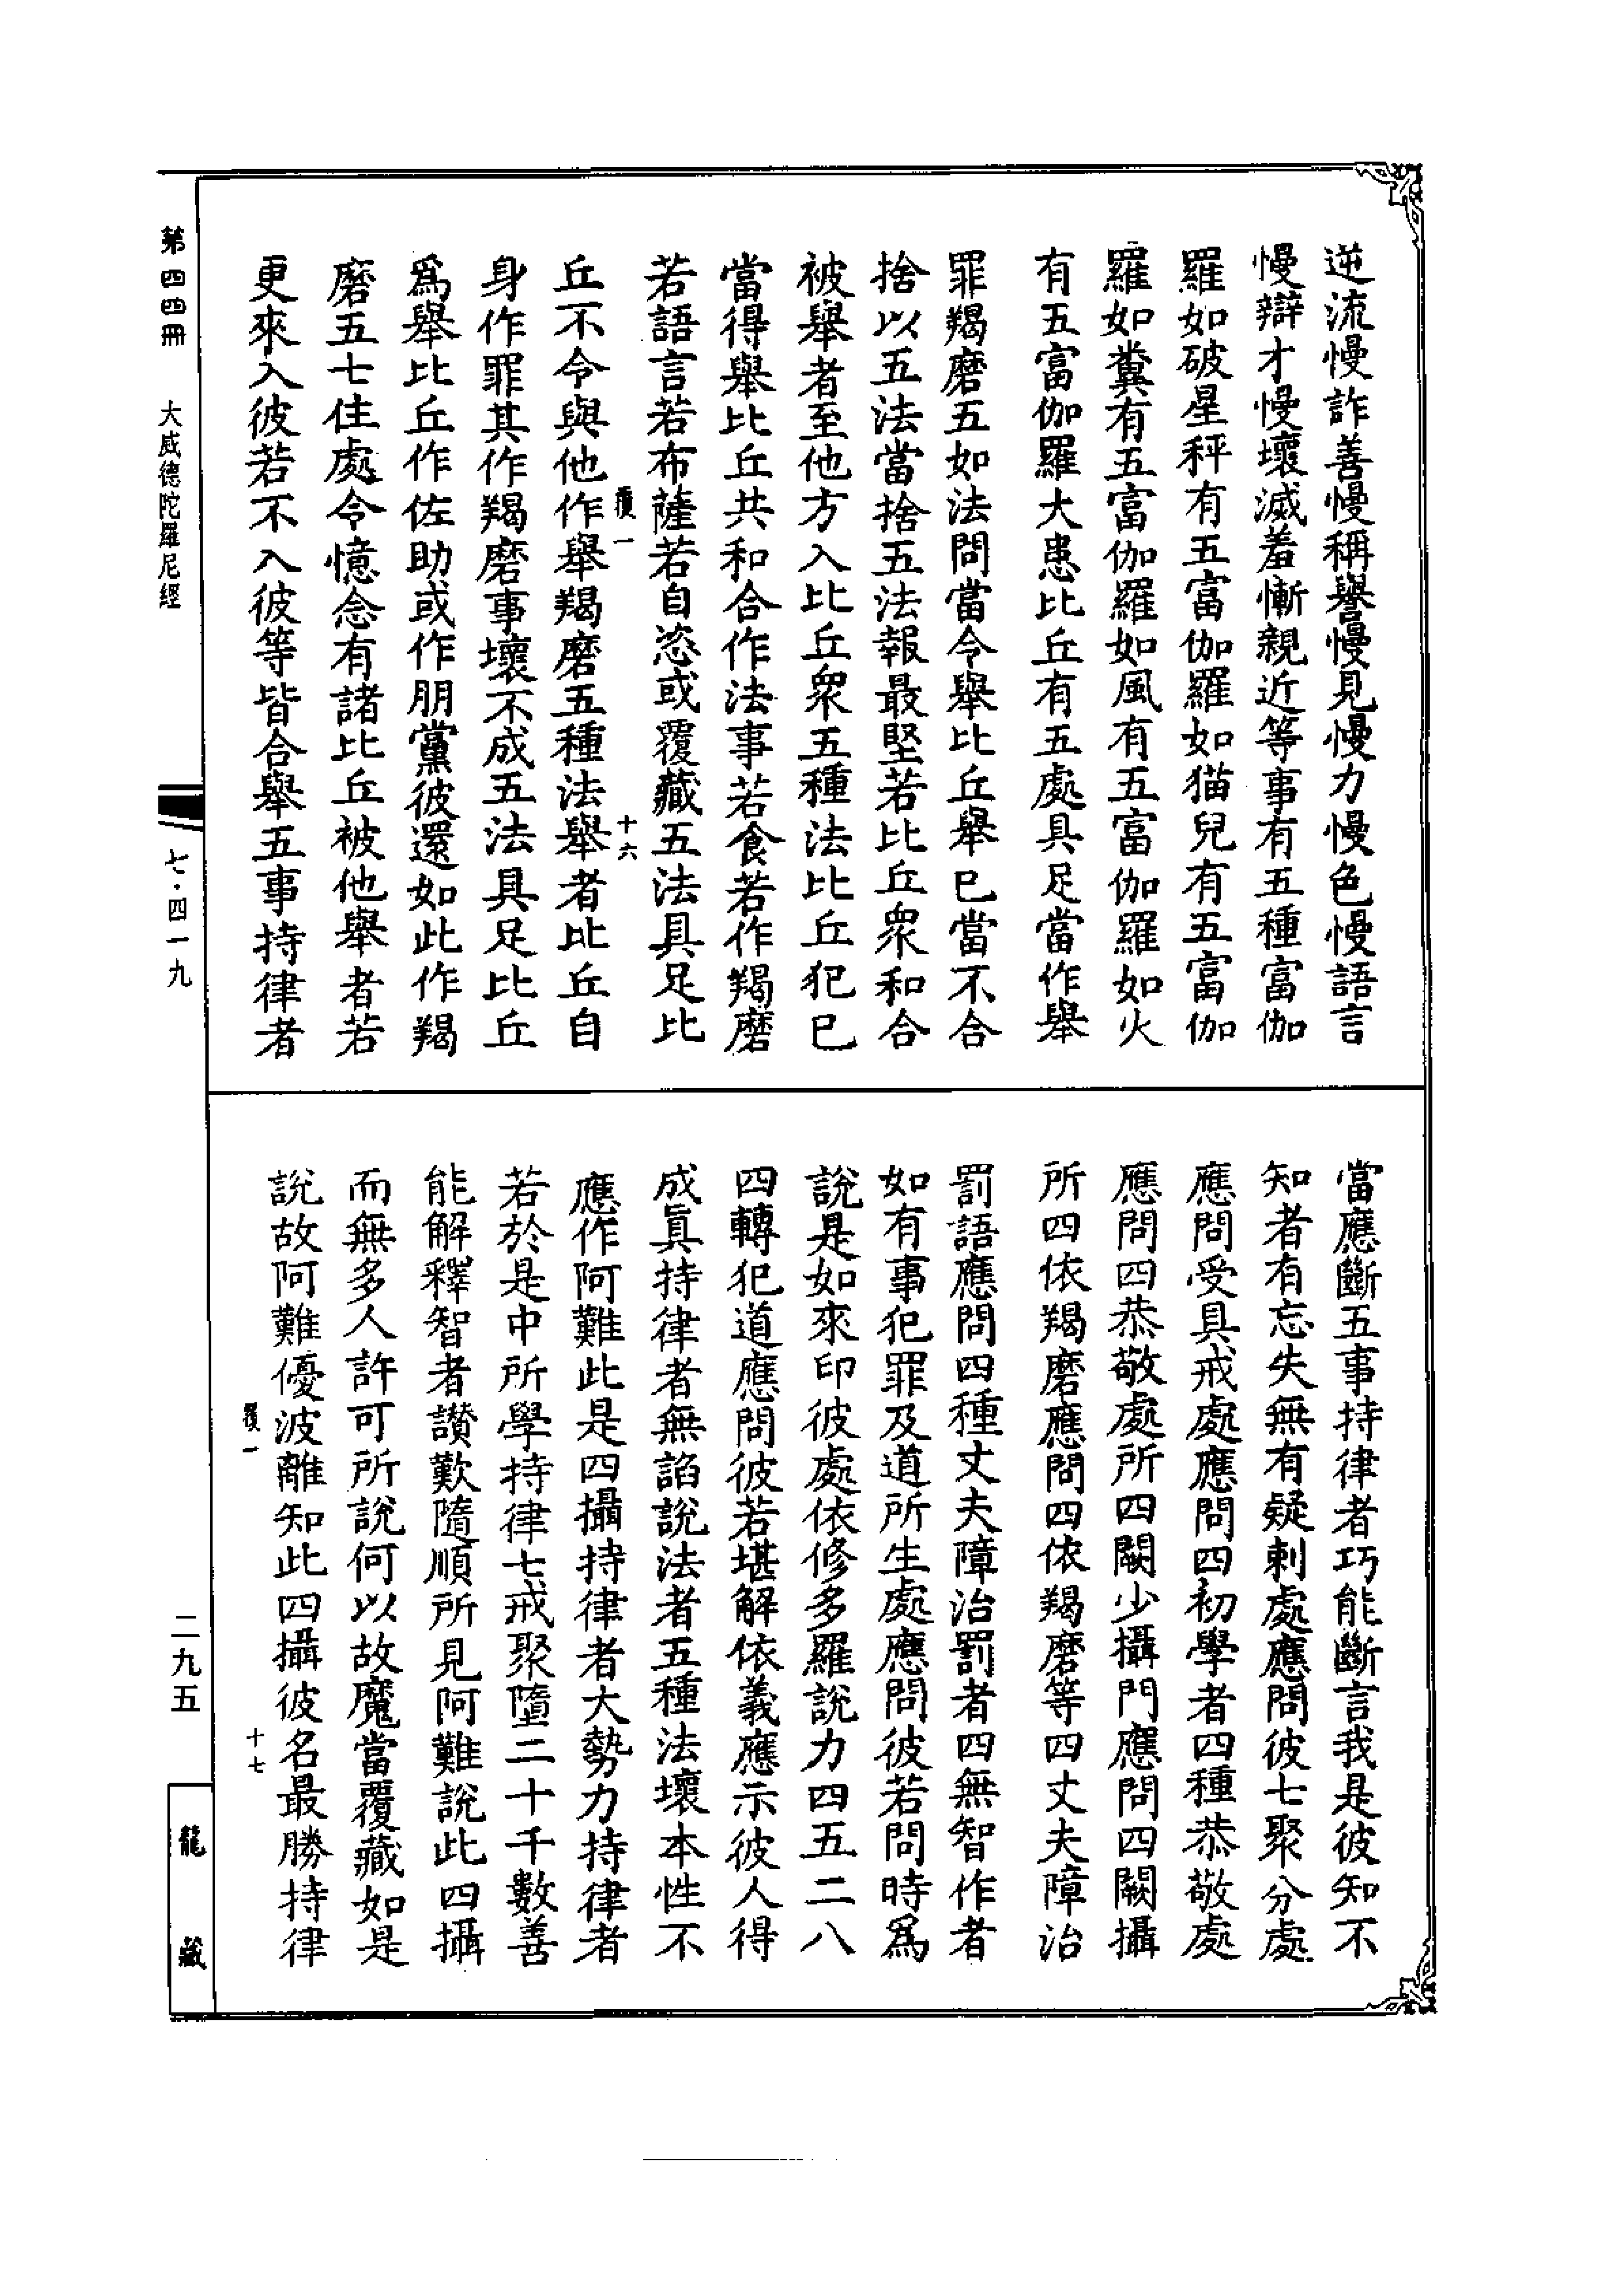 逆流慢詐善慢稱譽慢見慢力慢色慢語言
慢辯才慢壞滅羞慚親近等事有五種富伽
羅如破星秤有五富伽羅如猫兒有五富伽
羅如糞有五富伽羅如風有五富伽羅如火
有五富伽羅大患比丘有五處具足當作舉
罪羯磨五如法問當令舉比丘舉已當不合
捨以五法當捨五法報最堅若比丘衆和合
被舉者至他方入比丘衆五種法比丘犯已
當得舉比丘共和合作法事若食若作羯磨
若語言若布薩若自恣或覆藏五法具足比
覆一
十六
丘不令與他作舉羯磨五種法舉者比丘自
身作罪其作羯磨事壞不成五法具足比丘
爲舉比丘作佐助或作朋黨彼還如此作羯
磨五七住處令憶念有諸比丘被他舉者若
更來入彼若不入彼等皆合舉五事持律者
當應斷五事持律者巧能斷言我是彼知不
知者有忘失無有疑刺處應問彼七聚分處
應問受具戒處應問四初學者四種恭敬處
應問四恭敬處所四闕少攝門應問四闕攝
所四依羯磨應問四依羯磨等四丈夫障治
罰語應問四種丈夫障治罰者四無智作者
如有事犯罪及道所生處應問彼若問時爲
說是如來印彼處依修多羅說力四五二八
四轉犯道應問彼若堪解依義應示彼人得
成眞持律者無諂說法者五種法壞本性不
應作阿難此是四攝持律者大勢力持律者
若於是中所學持律七戒聚墮二十千數善
能解釋智者讚歎隨順所見阿難說此四攝
而無多人許可所說何以故魔當覆藏如是
說故阿難優波離知此四攝彼名最勝持律
覆一
十七
第四四冊
大威德陀羅尼經
七·四一九
二九五
龍藏